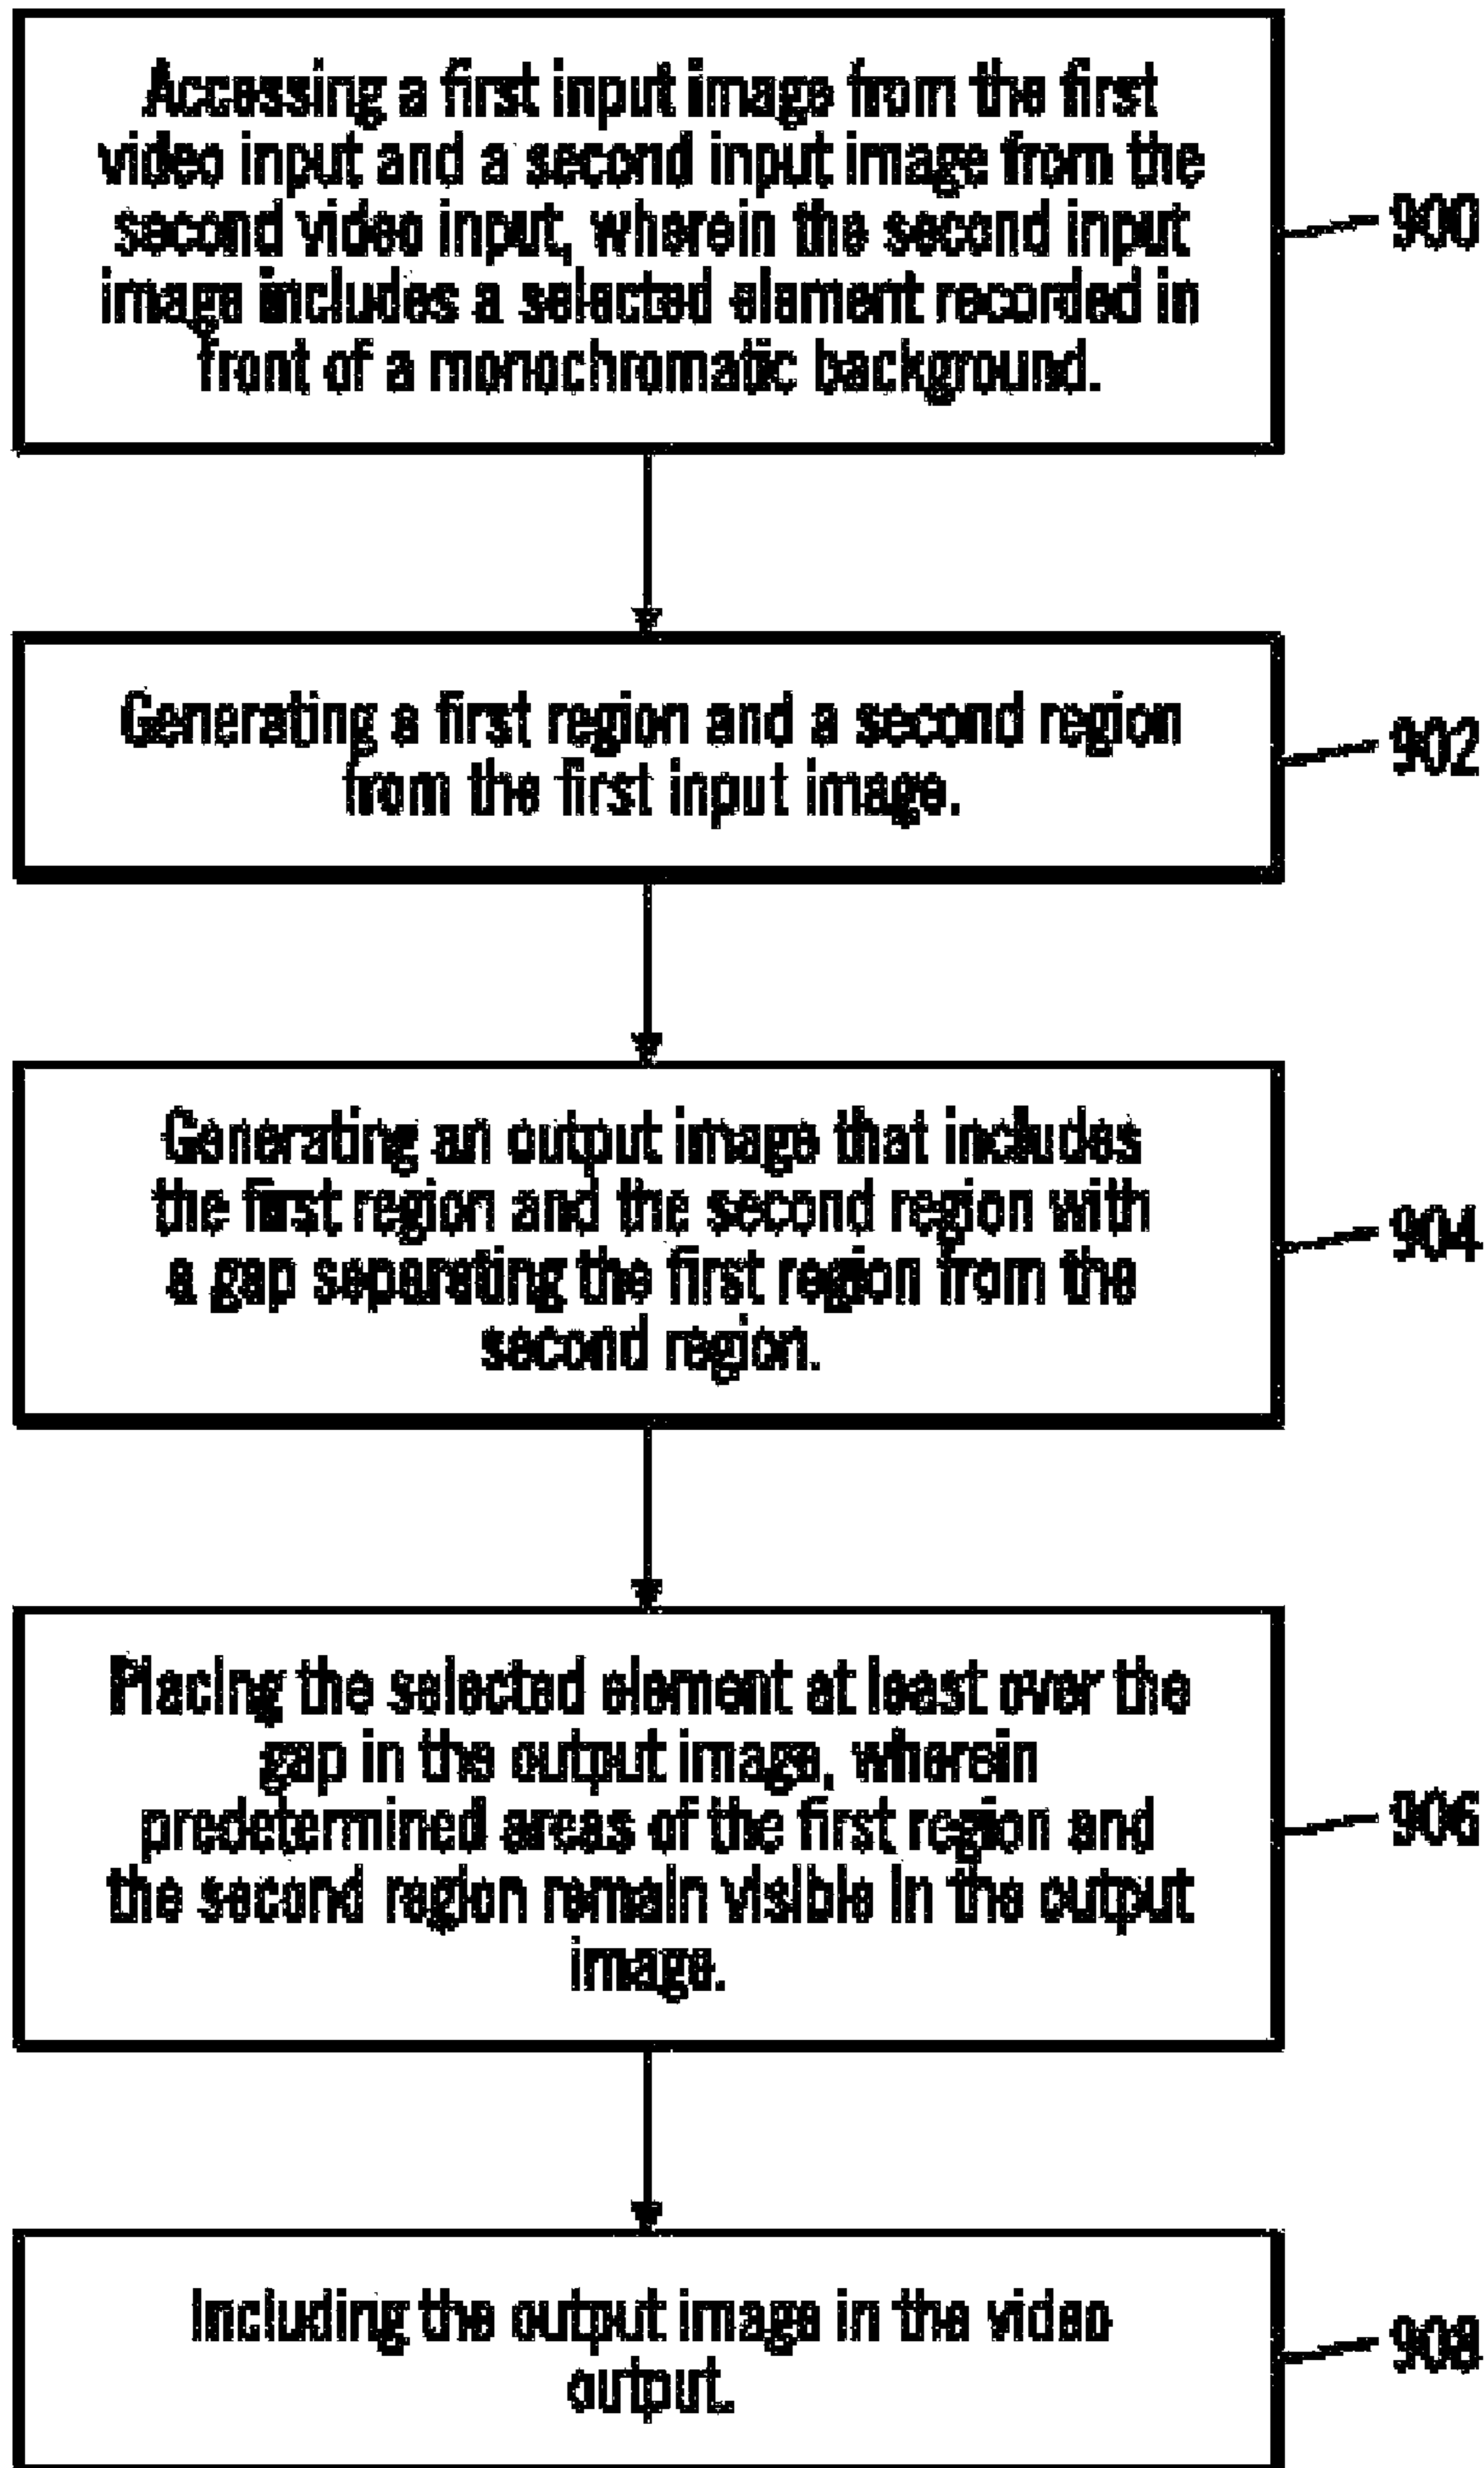 Accessing a first input image from the first
video input and a second input image from the
second video input, wherein the second input
image includes a selected element recorded in
front of a monochromatic background.
900
Generating a first region and a second region
from the first input image.
902
Generating an output image that includes
the first region and the second region with
a gap separating the first region from the
second region.
904
Placing the selected element at least over the
gap in the output image, wherein
predetermined areas of the first region and
the second region remain visible in the output
image.
906
Including the output image in the video
output.
908